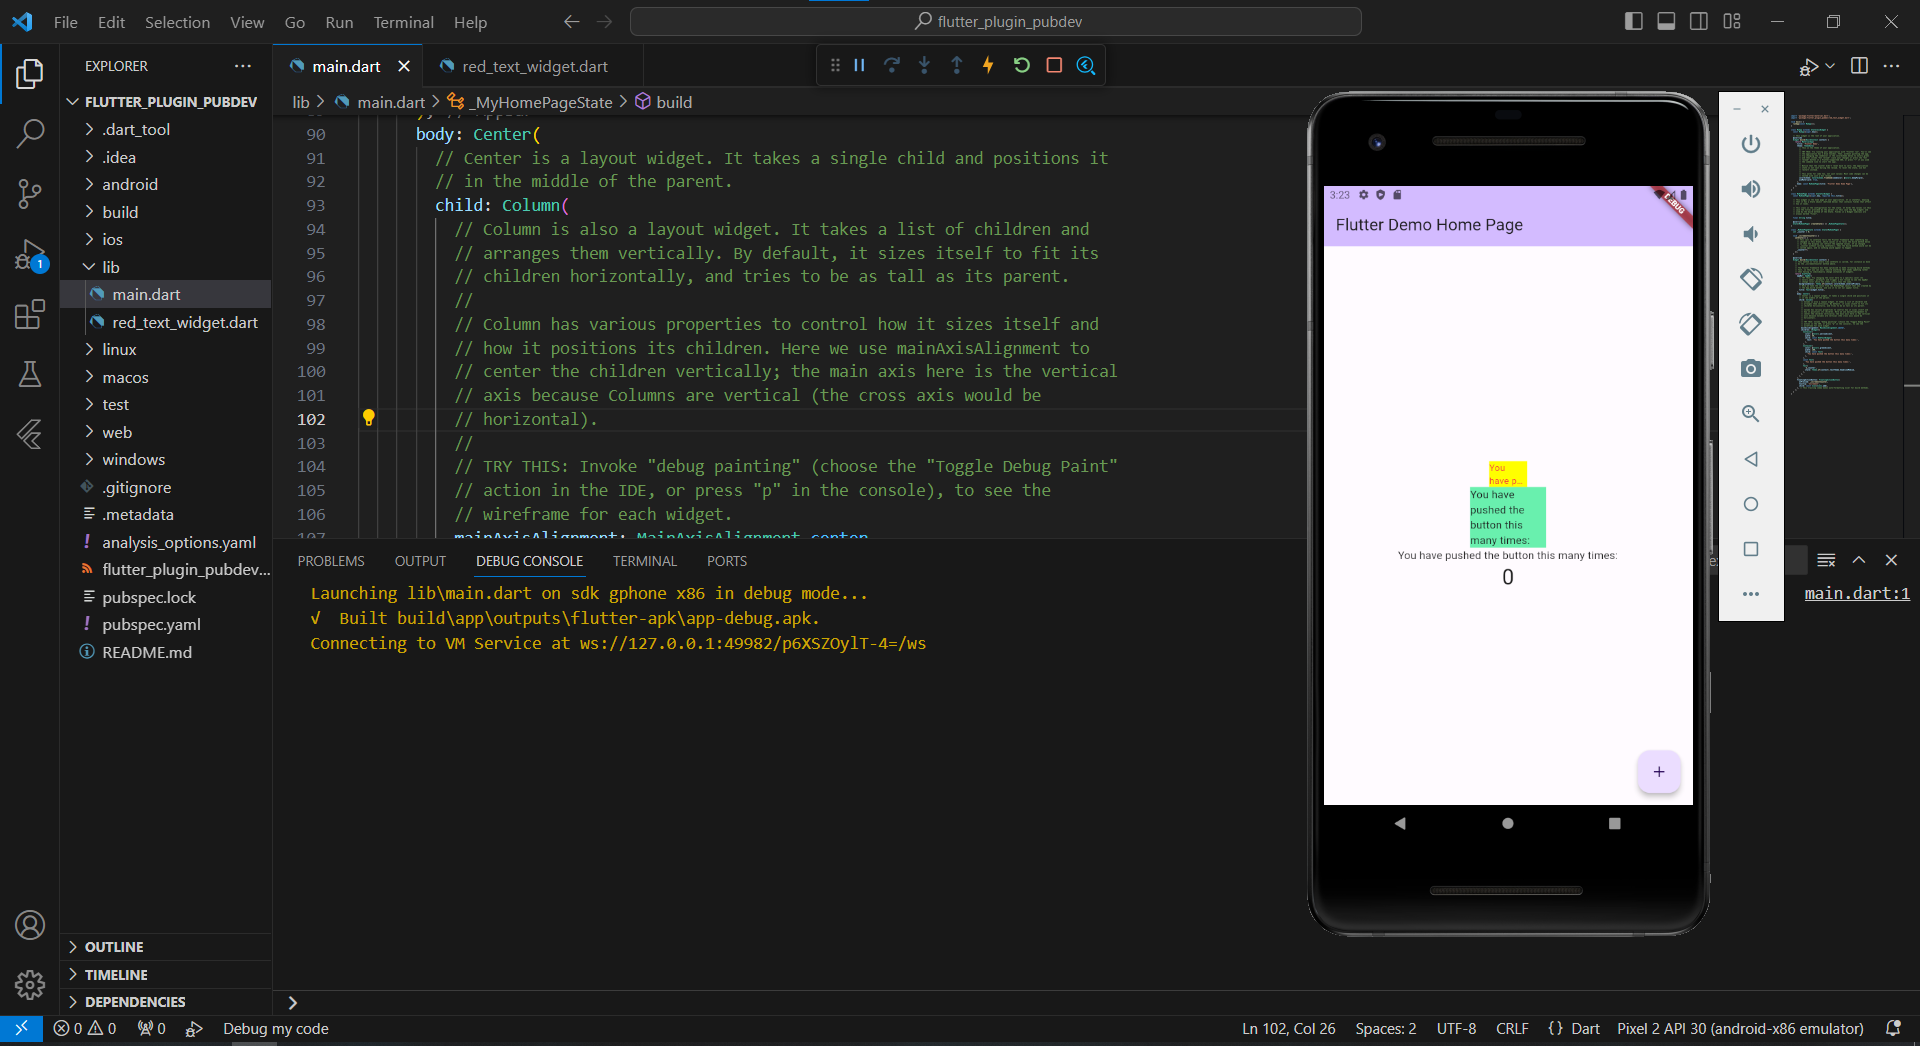 File Edit Selection View Go Run Terminal Help
flutter_plugin_pubdev
EXPLORER
FLUTTER_PLUGIN_PUBDEV
.dart_tool
.idea
android
build
ios
lib
main.dart
red_text_widget.dart
linux
macos
test
web
windows
.gitignore
.metadata
analysis_options.yaml
flutter_plugin_pubdev...
pubspec.lock
pubspec.yaml
README.md
OUTLINE
TIMELINE
DEPENDENCIES
1
main.dart
red_text_widget.dart
lib > main.dart > _MyHomePageState > build
90 body: Center(
91 // Center is a layout widget. It takes a single child and positions it
92 // in the middle of the parent.
93 child: Column(
94 // Column is also a layout widget. It takes a list of children and
95 // arranges them vertically. By default, it sizes itself to fit its
96 // children horizontally, and tries to be as tall as its parent.
97 //
98 // Column has various properties to control how it sizes itself and
99 // how it positions its children. Here we use mainAxisAlignment to
100 // center the children vertically; the main axis here is the vertical
101 // axis because Columns are vertical (the cross axis would be
102 // horizontal).
103 //
104 // TRY THIS: Invoke "debug painting" (choose the "Toggle Debug Paint"
105 // action in the IDE, or press "p" in the console), to see the
106 // wireframe for each widget.
107 mainAxisAlignment: MainAxisAlignment.center,
PROBLEMS OUTPUT DEBUG CONSOLE TERMINAL PORTS
Launching lib\main.dart on sdk gphone x86 in debug mode...
√ Built build\app\outputs\flutter-apk\app-debug.apk.
Connecting to VM Service at ws://127.0.0.1:49982/p6XSZOylT-4=/ws
main.dart:1
3:23
DEBUG
Flutter Demo Home Page
You
have p...
You have
pushed the
button this
many times:
You have pushed the button this many times:
0
+
0 0 0 Debug my code
Ln 102, Col 26 Spaces: 2 UTF-8 CRLF {} Dart Pixel 2 API 30 (android-x86 emulator)